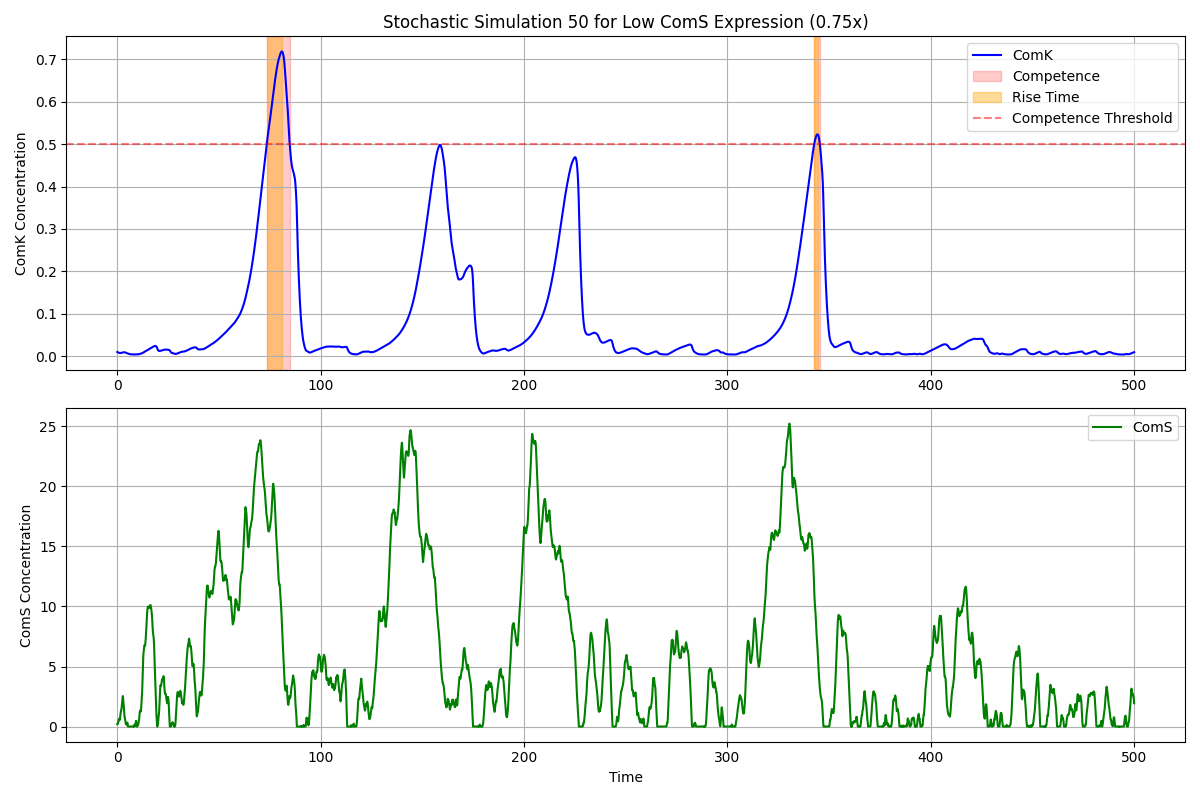 Stochastic Simulation 50 for Low ComS Expression (0.75x)
ComK Concentration
0.7
0.6
0.5
0.4
0.3
0.2
0.1
0.0
ComK
Competence
Rise Time
Competence Threshold
0 100 200 300 400 500
ComS Concentration
25
20
15
10
5
0
ComS
0 100 200 300 400 500
Time